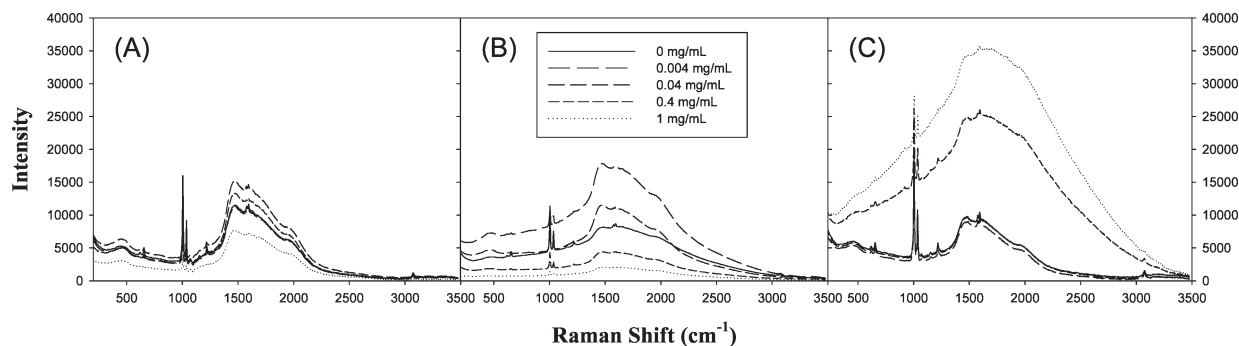 40000 (A) (B) (C) 40000
0 mg/mL
35000 35000
0.004 mg/mL
30000 0.04 mg/mL 30000
0.4 mg/mL
25000 1 mg/mL 25000
20000 20000
15000 15000
10000 10000
5000 5000
0 0
Intensity
500 1000 1500 2000 2500 3000 3500 500 1000 1500 2000 2500 3000 3500 500 1000 1500 2000 2500 3000 3500
Raman Shift (cm⁻¹)